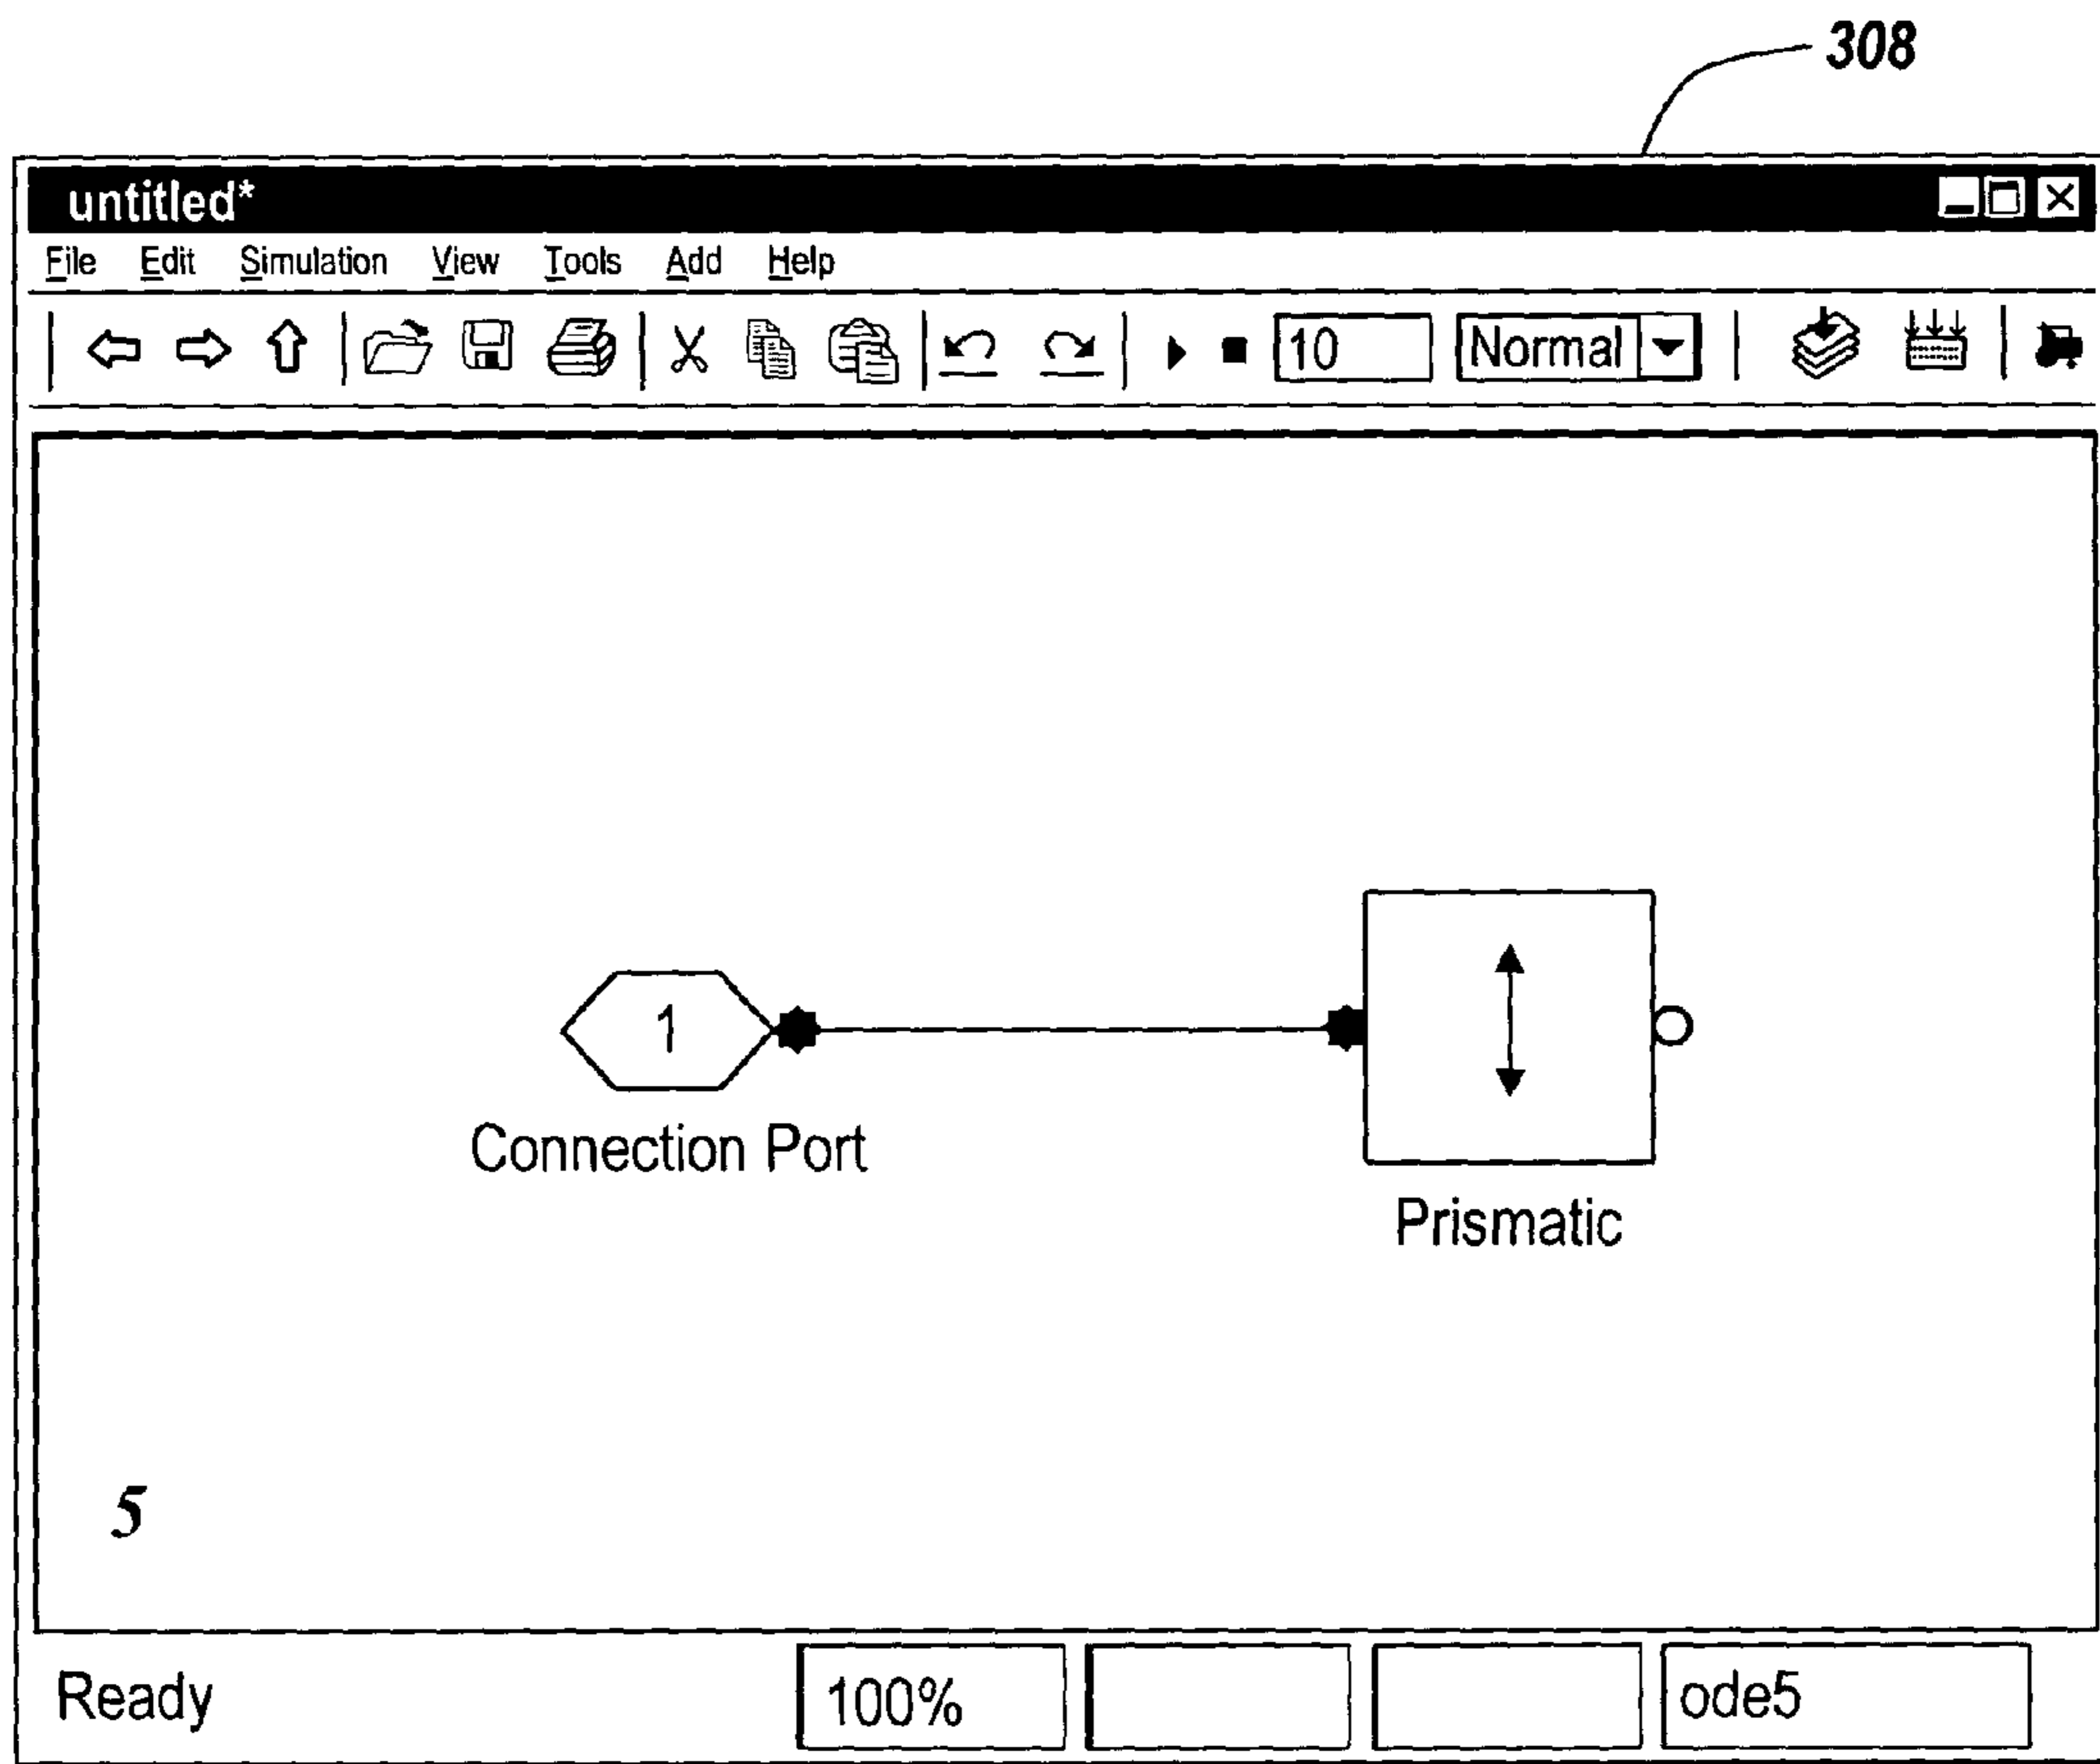 308
untitled*
File Edit Simulation View Tools Add Help
10 Normal
1
Connection Port
Prismatic
5
Ready 100% ode5